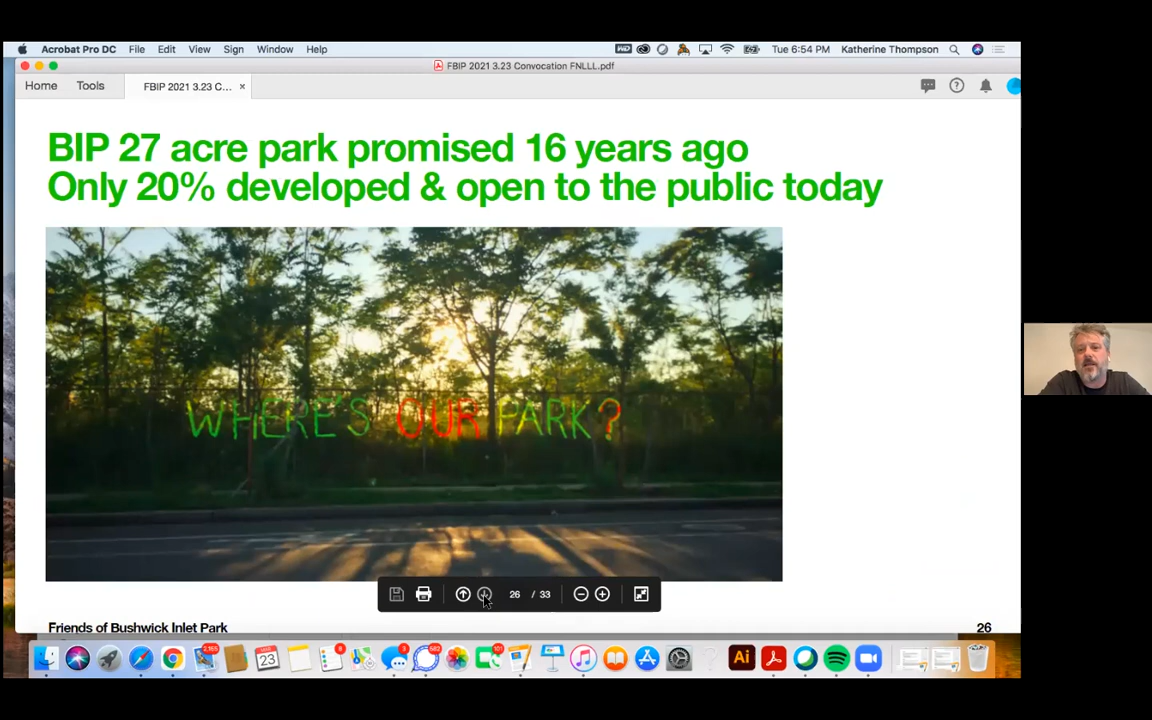 Acrobat Pro DC File Edit View Sign Window Help Tue 6:54 PM Katherine Thompson
FBIP 2021 3.23 Convocation FNLLL.pdf
Home Tools FBIP 2021 3.23 C... ×
BIP 27 acre park promised 16 years ago
Only 20% developed & open to the public today
WHERE'S OUR PARK?
26 / 33
Friends of Bushwick Inlet Park 26
23
Ai